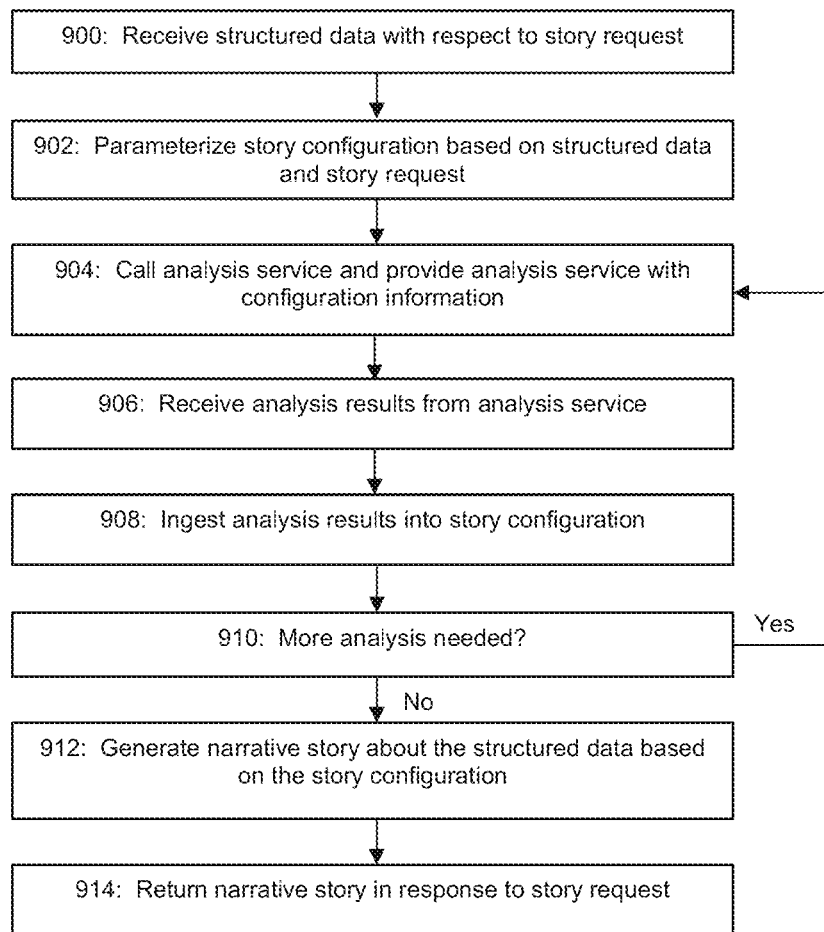 900: Receive structured data with respect to story request
902: Parameterize story configuration based on structured data
and story request
904: Call analysis service and provide analysis service with
configuration information
906: Receive analysis results from analysis service
908: Ingest analysis results into story configuration
910: More analysis needed?
Yes
No
912: Generate narrative story about the structured data based
on the story configuration
914: Return narrative story in response to story request